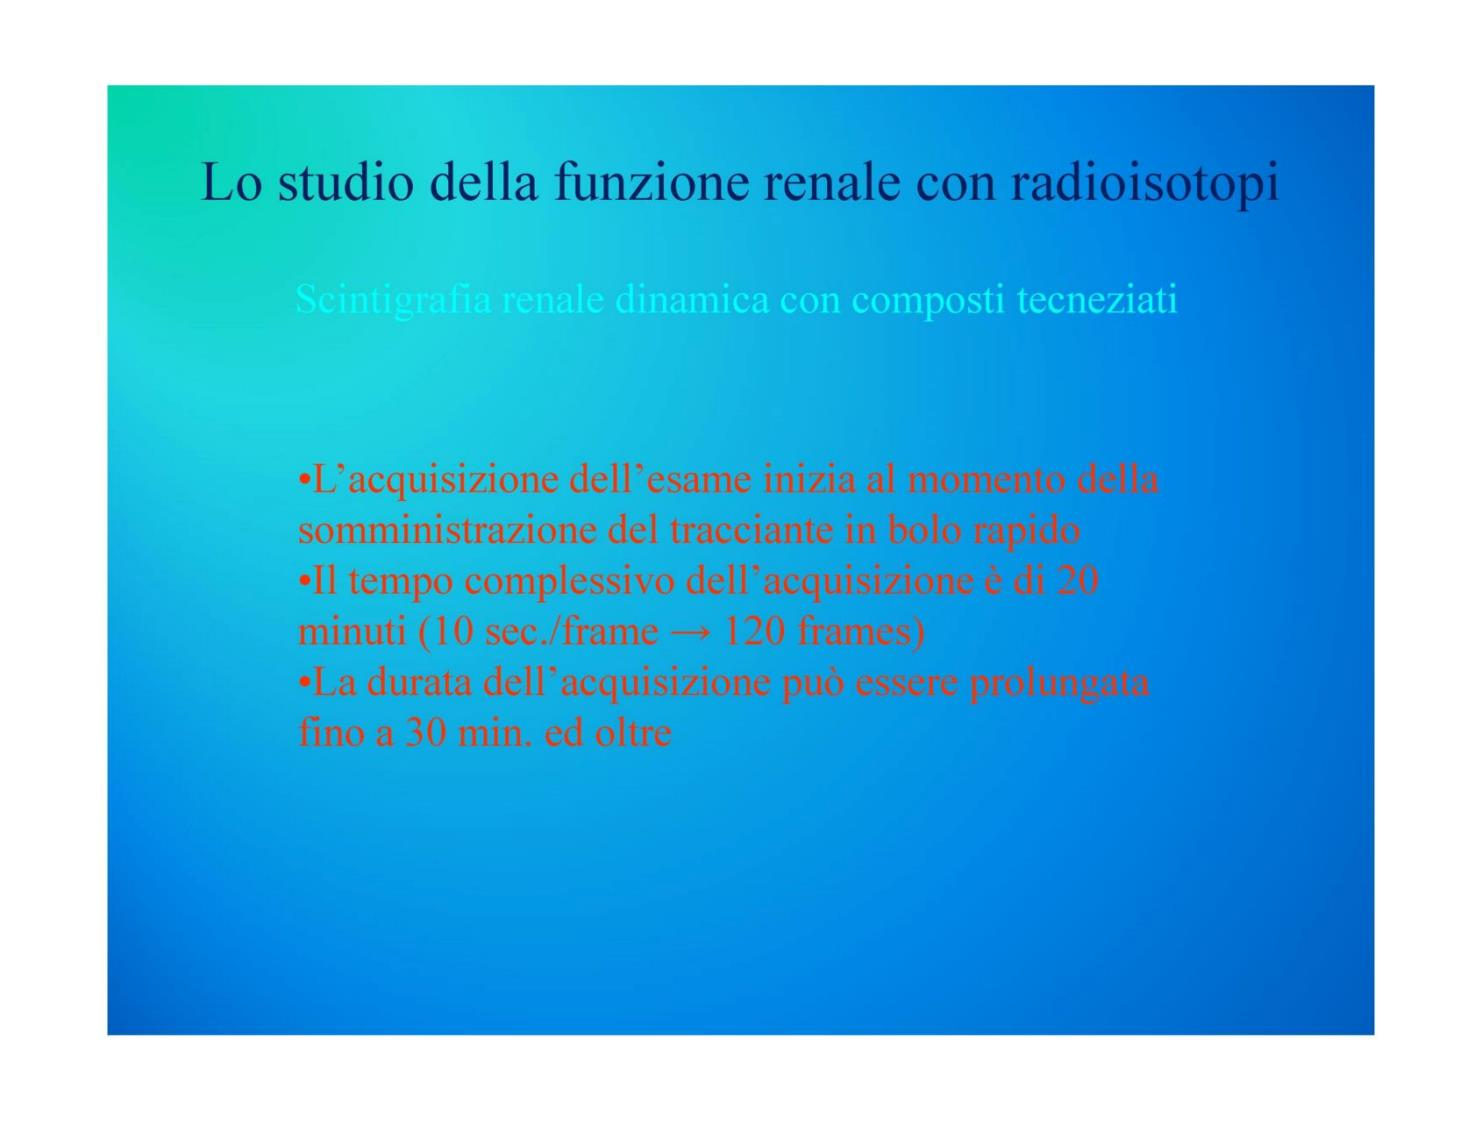 Lo studio della funzione renale con radioisotopi
Scintigrafia renale dinamica con composti tecneziati
•L’acquisizione dell’esame inizia al momento della
somministrazione del tracciante in bolo rapido
•Il tempo complessivo dell’acquisizione è di 20
minuti (10 sec./frame → 120 frames)
•La durata dell’acquisizione può essere prolungata
fino a 30 min. ed oltre